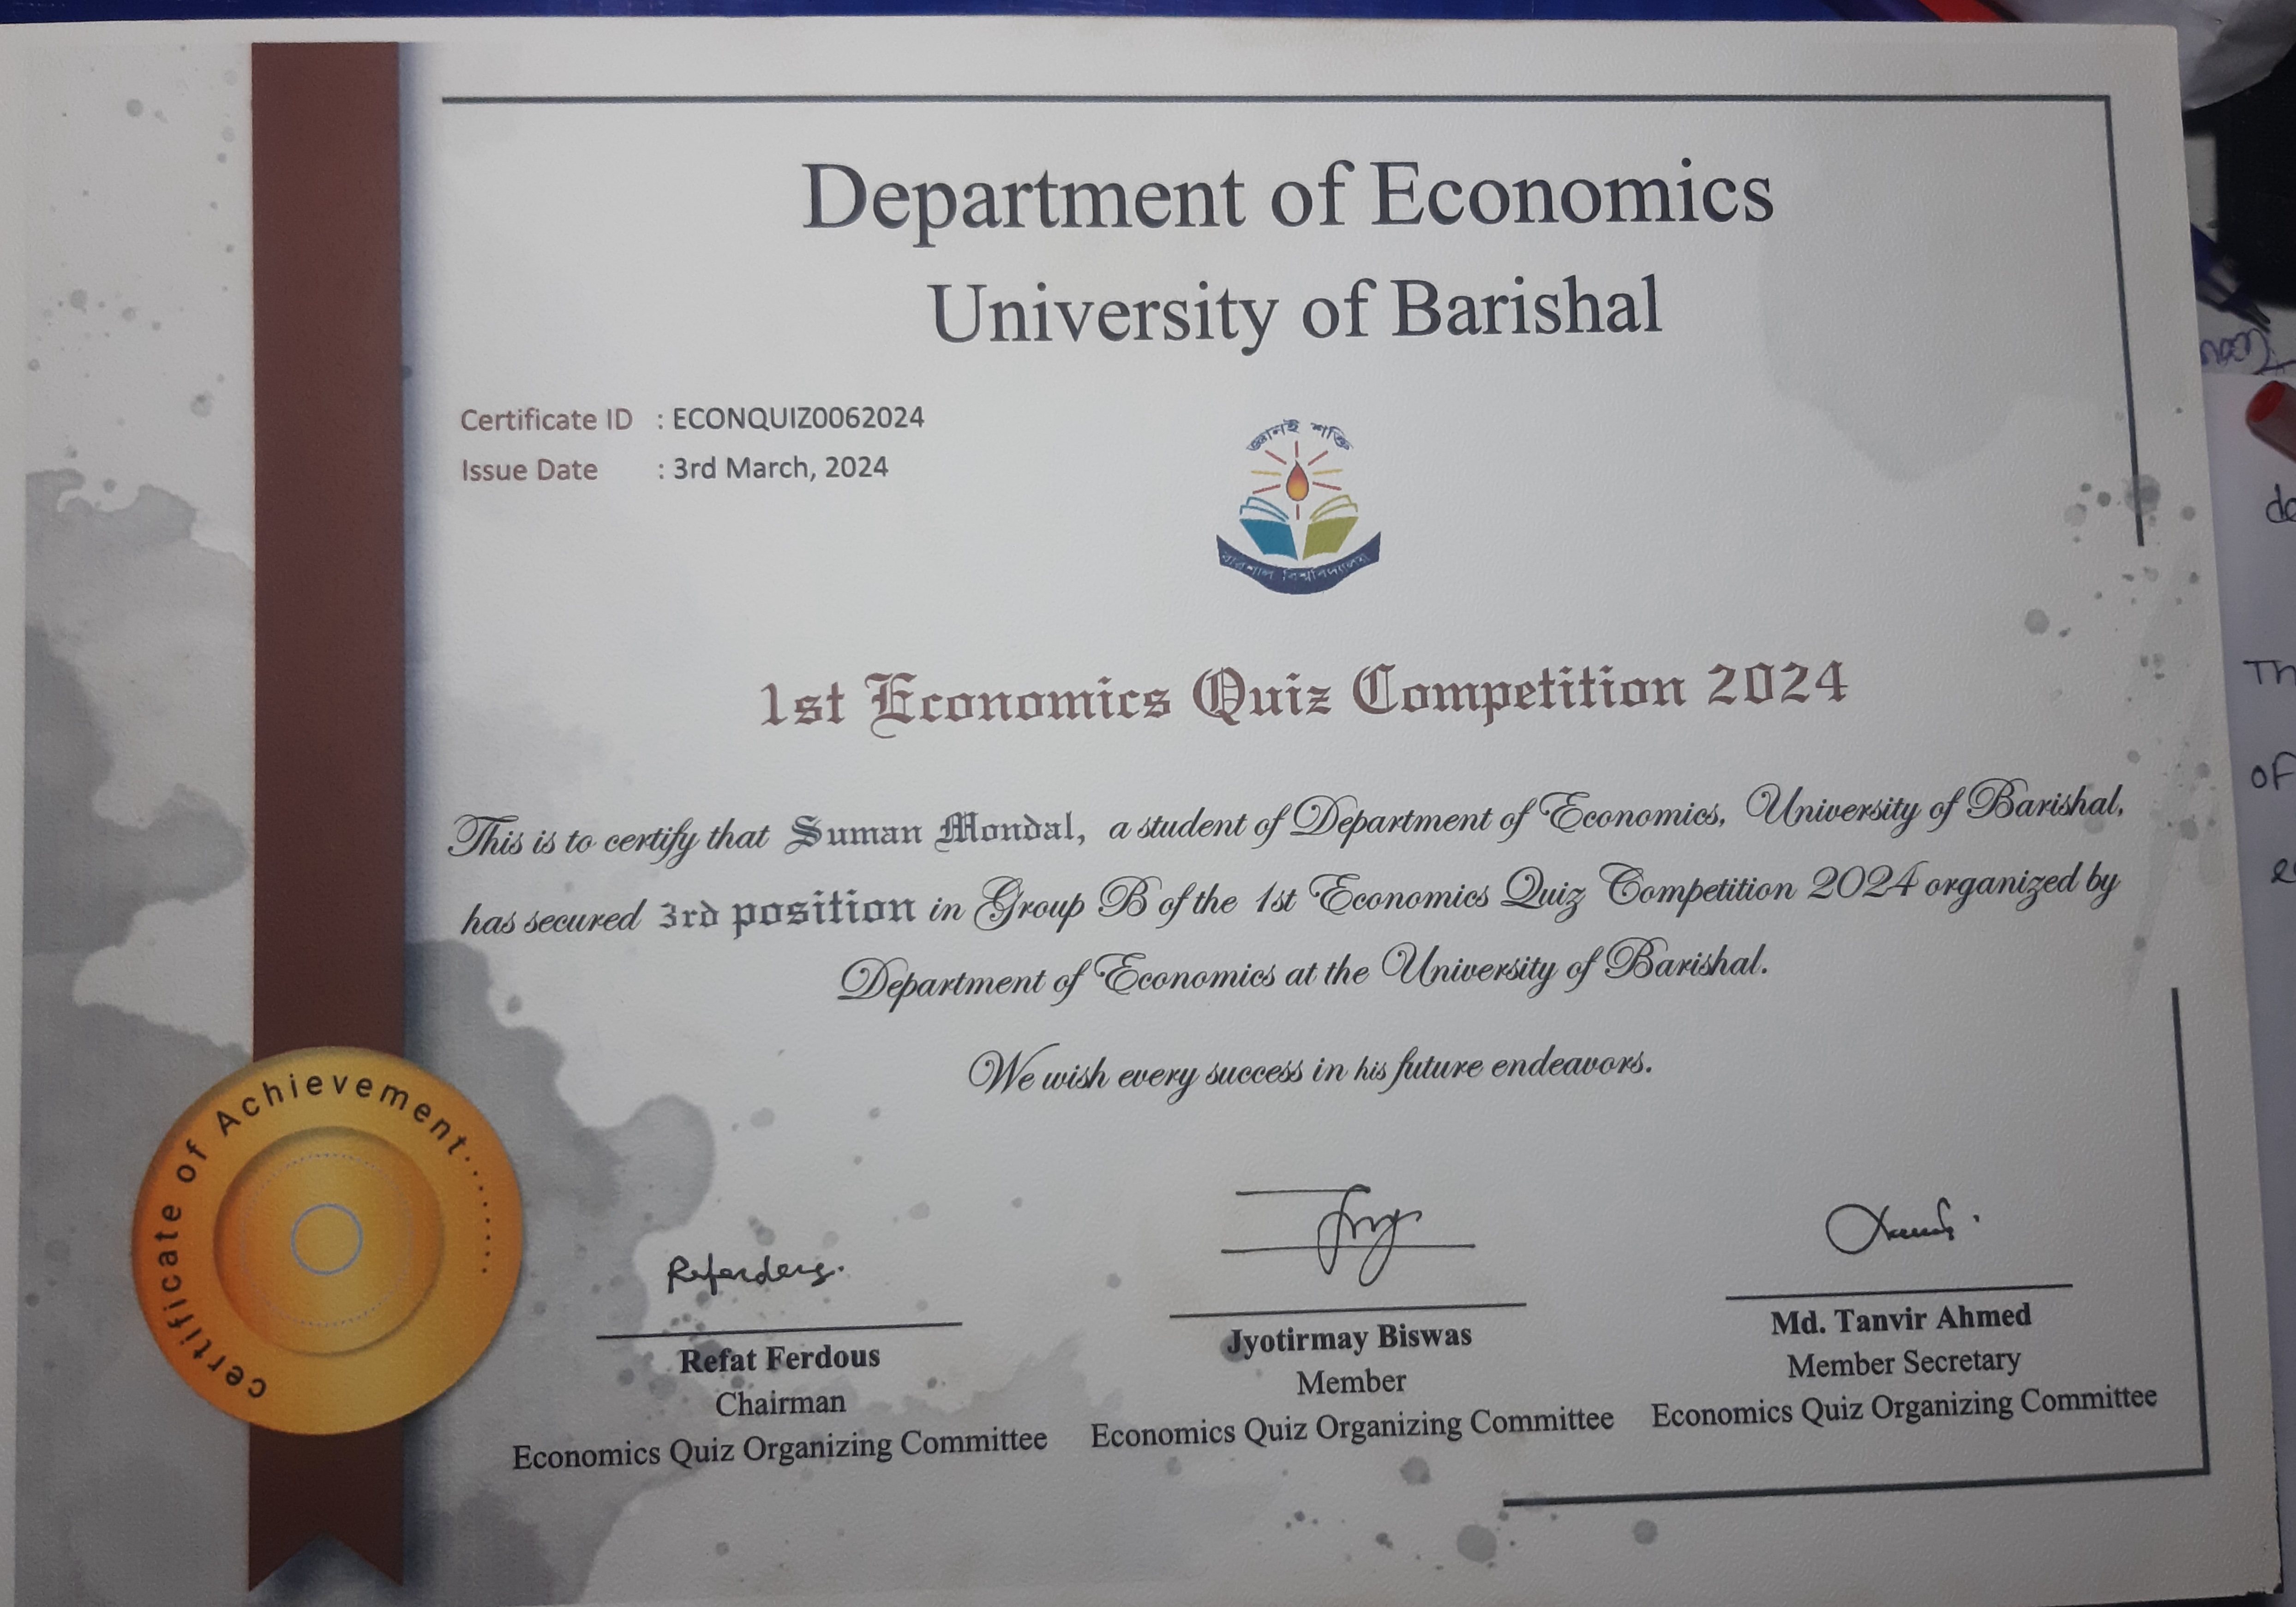 Department of Economics
University of Barishal
Certificate ID : ECONQUIZ0062024
Issue Date : 3rd March, 2024
জ্ঞানই শক্তি
বরিশাল বিশ্ববিদ্যালয়
1st Economics Quiz Competition 2024
This is to certify that Suman Mondal, a student of Department of Economics, University of Barishal,
has secured 3rd position in Group B of the 1st Economics Quiz Competition 2024 organized by
Department of Economics at the University of Barishal.
We wish every success in his future endeavors.
certificate of Achievement........
Refat Ferdous
Chairman
Economics Quiz Organizing Committee
Jyotirmay Biswas
Member
Economics Quiz Organizing Committee
Md. Tanvir Ahmed
Member Secretary
Economics Quiz Organizing Committee
Th
of